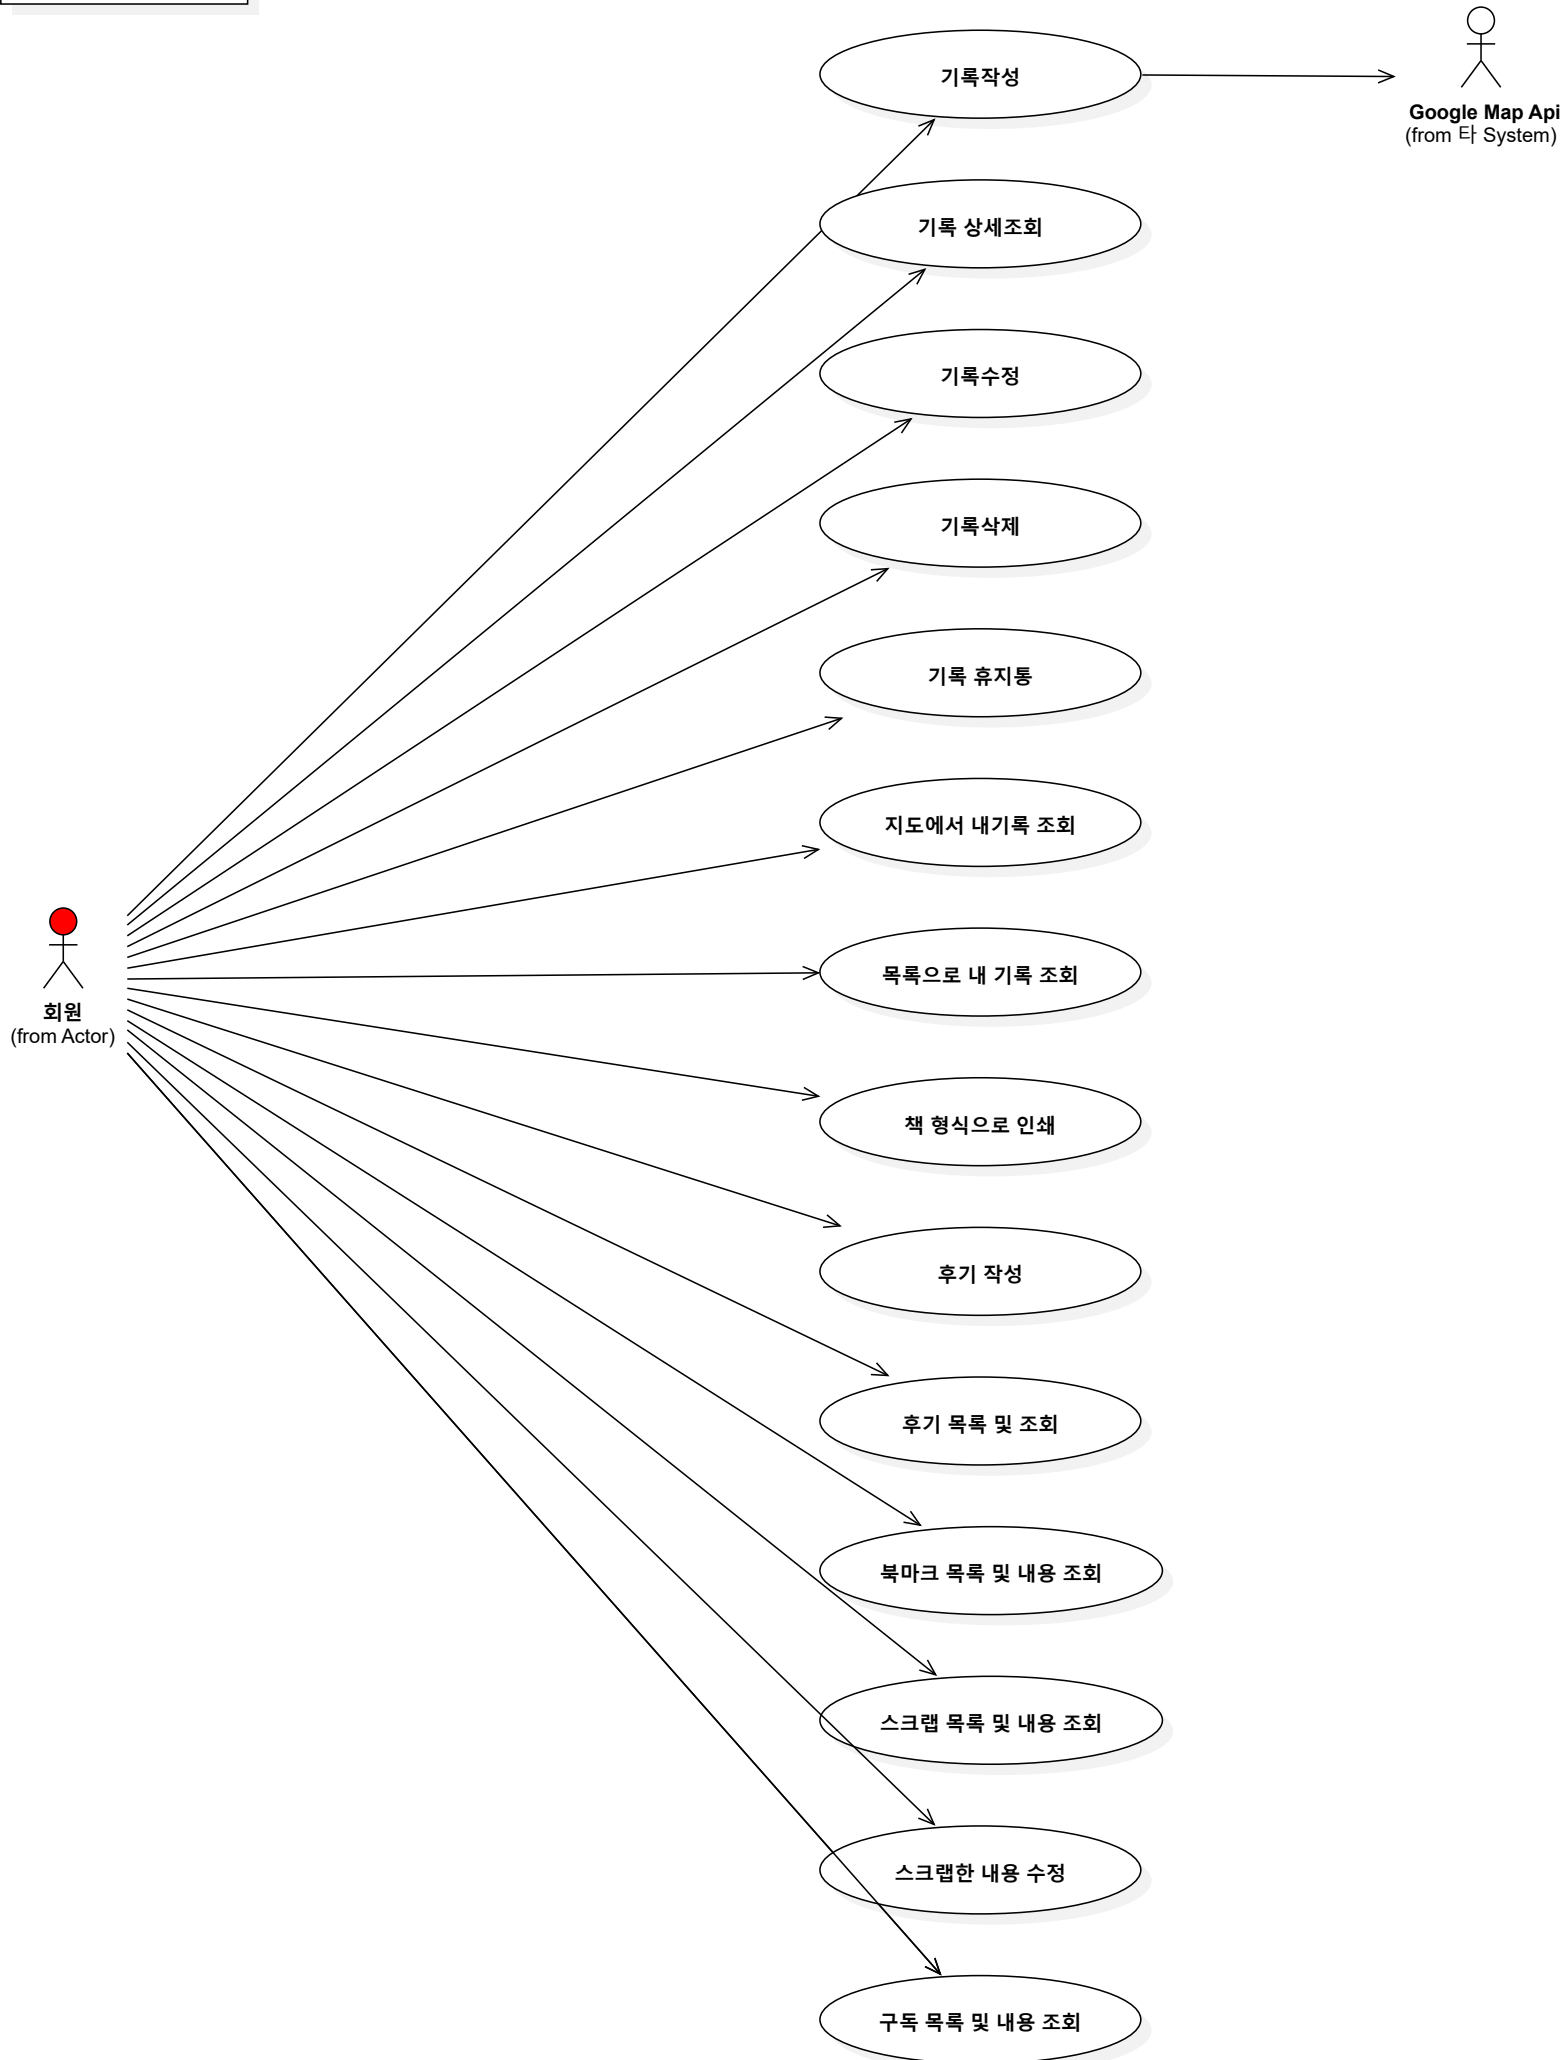 기록작성
Google Map Api
(from 타 System)
기록 상세조회
기록수정
기록삭제
기록 휴지통
지도에서 내기록 조회
회원
(from Actor)
목록으로 내 기록 조회
책 형식으로 인쇄
후기 작성
후기 목록 및 조회
북마크 목록 및 내용 조회
스크랩 목록 및 내용 조회
스크랩한 내용 수정
구독 목록 및 내용 조회